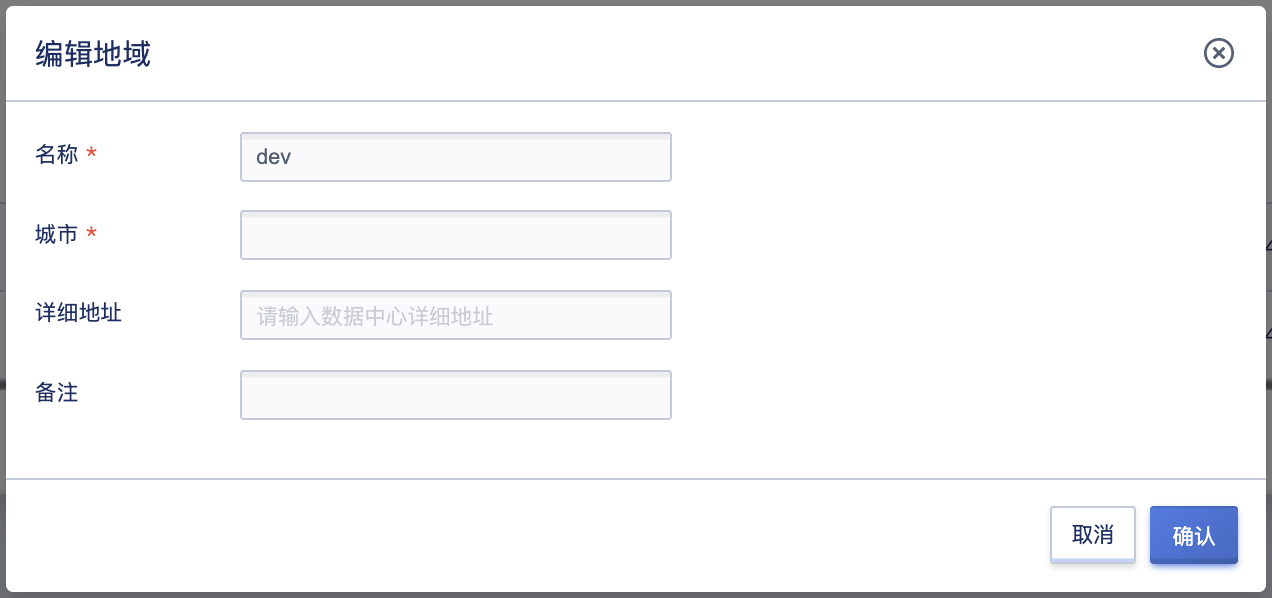 编辑地域
名称 *
dev
城市 *
详细地址
请输入数据中心详细地址
备注
取消
确认